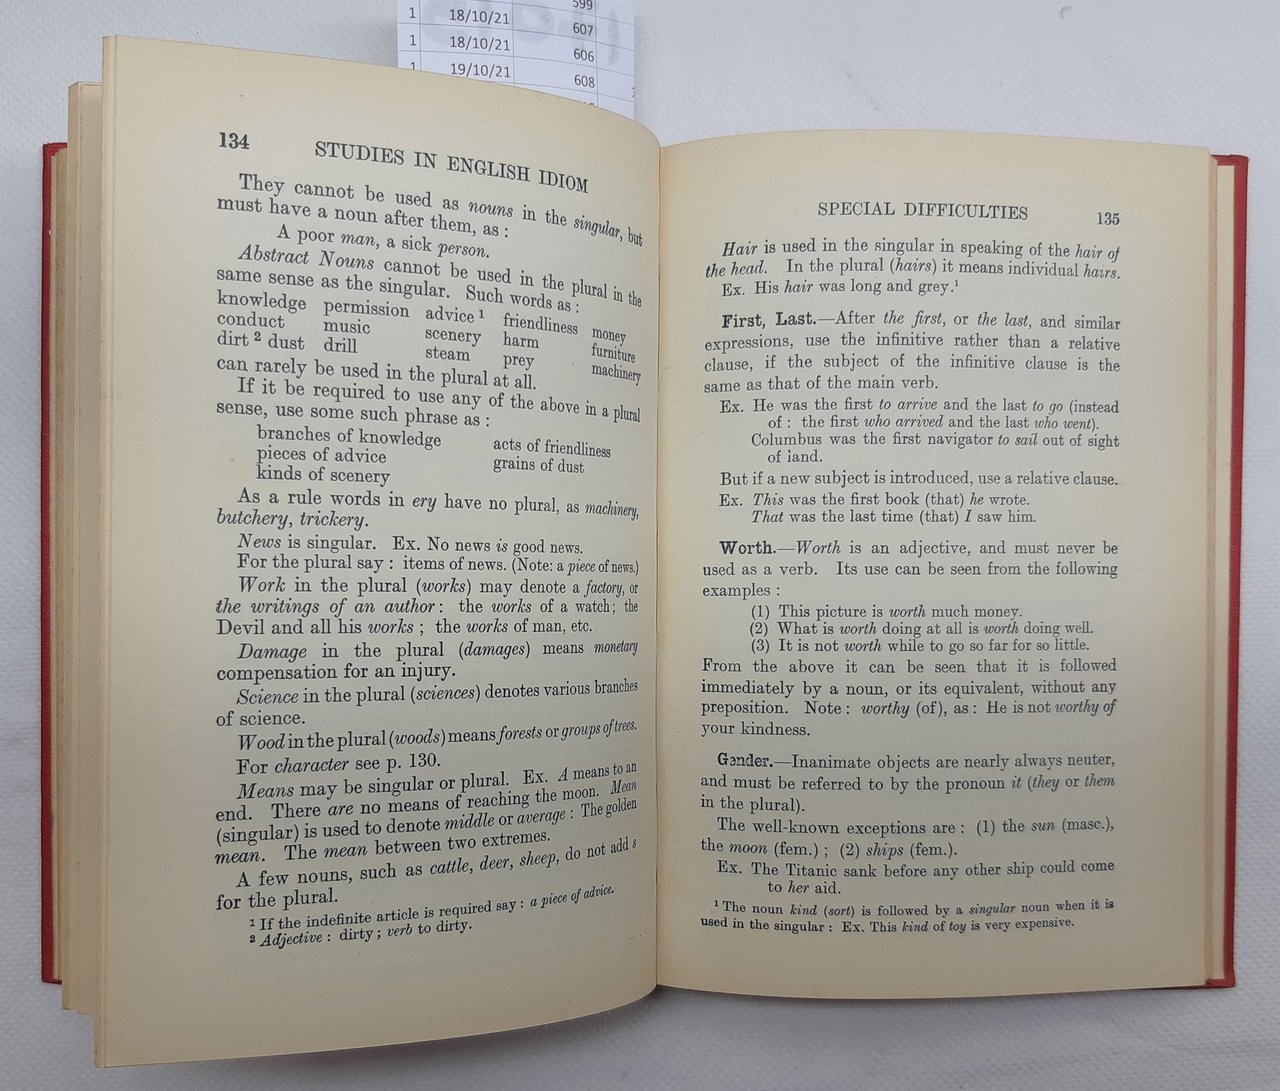 599
1 18/10/21 607
1 18/10/21 606
1 19/10/21 608
134 STUDIES IN ENGLISH IDIOM
They cannot be used as nouns in the singular, but
must have a noun after them, as :
A poor man, a sick person.
Abstract Nouns cannot be used in the plural in the
same sense as the singular. Such words as :
knowledge permission advice ¹ friendliness money
conduct music scenery harm furniture
dirt ² dust drill steam prey machinery
can rarely be used in the plural at all.
If it be required to use any of the above in a plural
sense, use some such phrase as :
branches of knowledge acts of friendliness
pieces of advice grains of dust
kinds of scenery
As a rule words in ery have no plural, as machinery,
butchery, trickery.
News is singular. Ex. No news is good news.
For the plural say : items of news. (Note: a piece of news.)
Work in the plural (works) may denote a factory, or
the writings of an author : the works of a watch; the
Devil and all his works ; the works of man, etc.
Damage in the plural (damages) means monetary
compensation for an injury.
Science in the plural (sciences) denotes various branches
of science.
Wood in the plural (woods) means forests or groups of trees.
For character see p. 130.
Means may be singular or plural. Ex. A means to an
end. There are no means of reaching the moon. Mean
(singular) is used to denote middle or average : The golden
mean. The mean between two extremes.
A few nouns, such as cattle, deer, sheep, do not add s
for the plural.
¹ If the indefinite article is required say : a piece of advice.
² Adjective : dirty ; verb to dirty.
SPECIAL DIFFICULTIES 135
Hair is used in the singular in speaking of the hair of
the head. In the plural (hairs) it means individual hairs.
Ex. His hair was long and grey.¹
First, Last.—After the first, or the last, and similar
expressions, use the infinitive rather than a relative
clause, if the subject of the infinitive clause is the
same as that of the main verb.
Ex. He was the first to arrive and the last to go (instead
of : the first who arrived and the last who went).
Columbus was the first navigator to sail out of sight
of land.
But if a new subject is introduced, use a relative clause.
Ex. This was the first book (that) he wrote.
That was the last time (that) I saw him.
Worth.—Worth is an adjective, and must never be
used as a verb. Its use can be seen from the following
examples :
(1) This picture is worth much money.
(2) What is worth doing at all is worth doing well.
(3) It is not worth while to go so far for so little.
From the above it can be seen that it is followed
immediately by a noun, or its equivalent, without any
preposition. Note : worthy (of), as : He is not worthy of
your kindness.
Gender.—Inanimate objects are nearly always neuter,
and must be referred to by the pronoun it (they or them
in the plural).
The well-known exceptions are : (1) the sun (masc.),
the moon (fem.) ; (2) ships (fem.).
Ex. The Titanic sank before any other ship could come
to her aid.
¹ The noun kind (sort) is followed by a singular noun when it is
used in the singular : Ex. This kind of toy is very expensive.